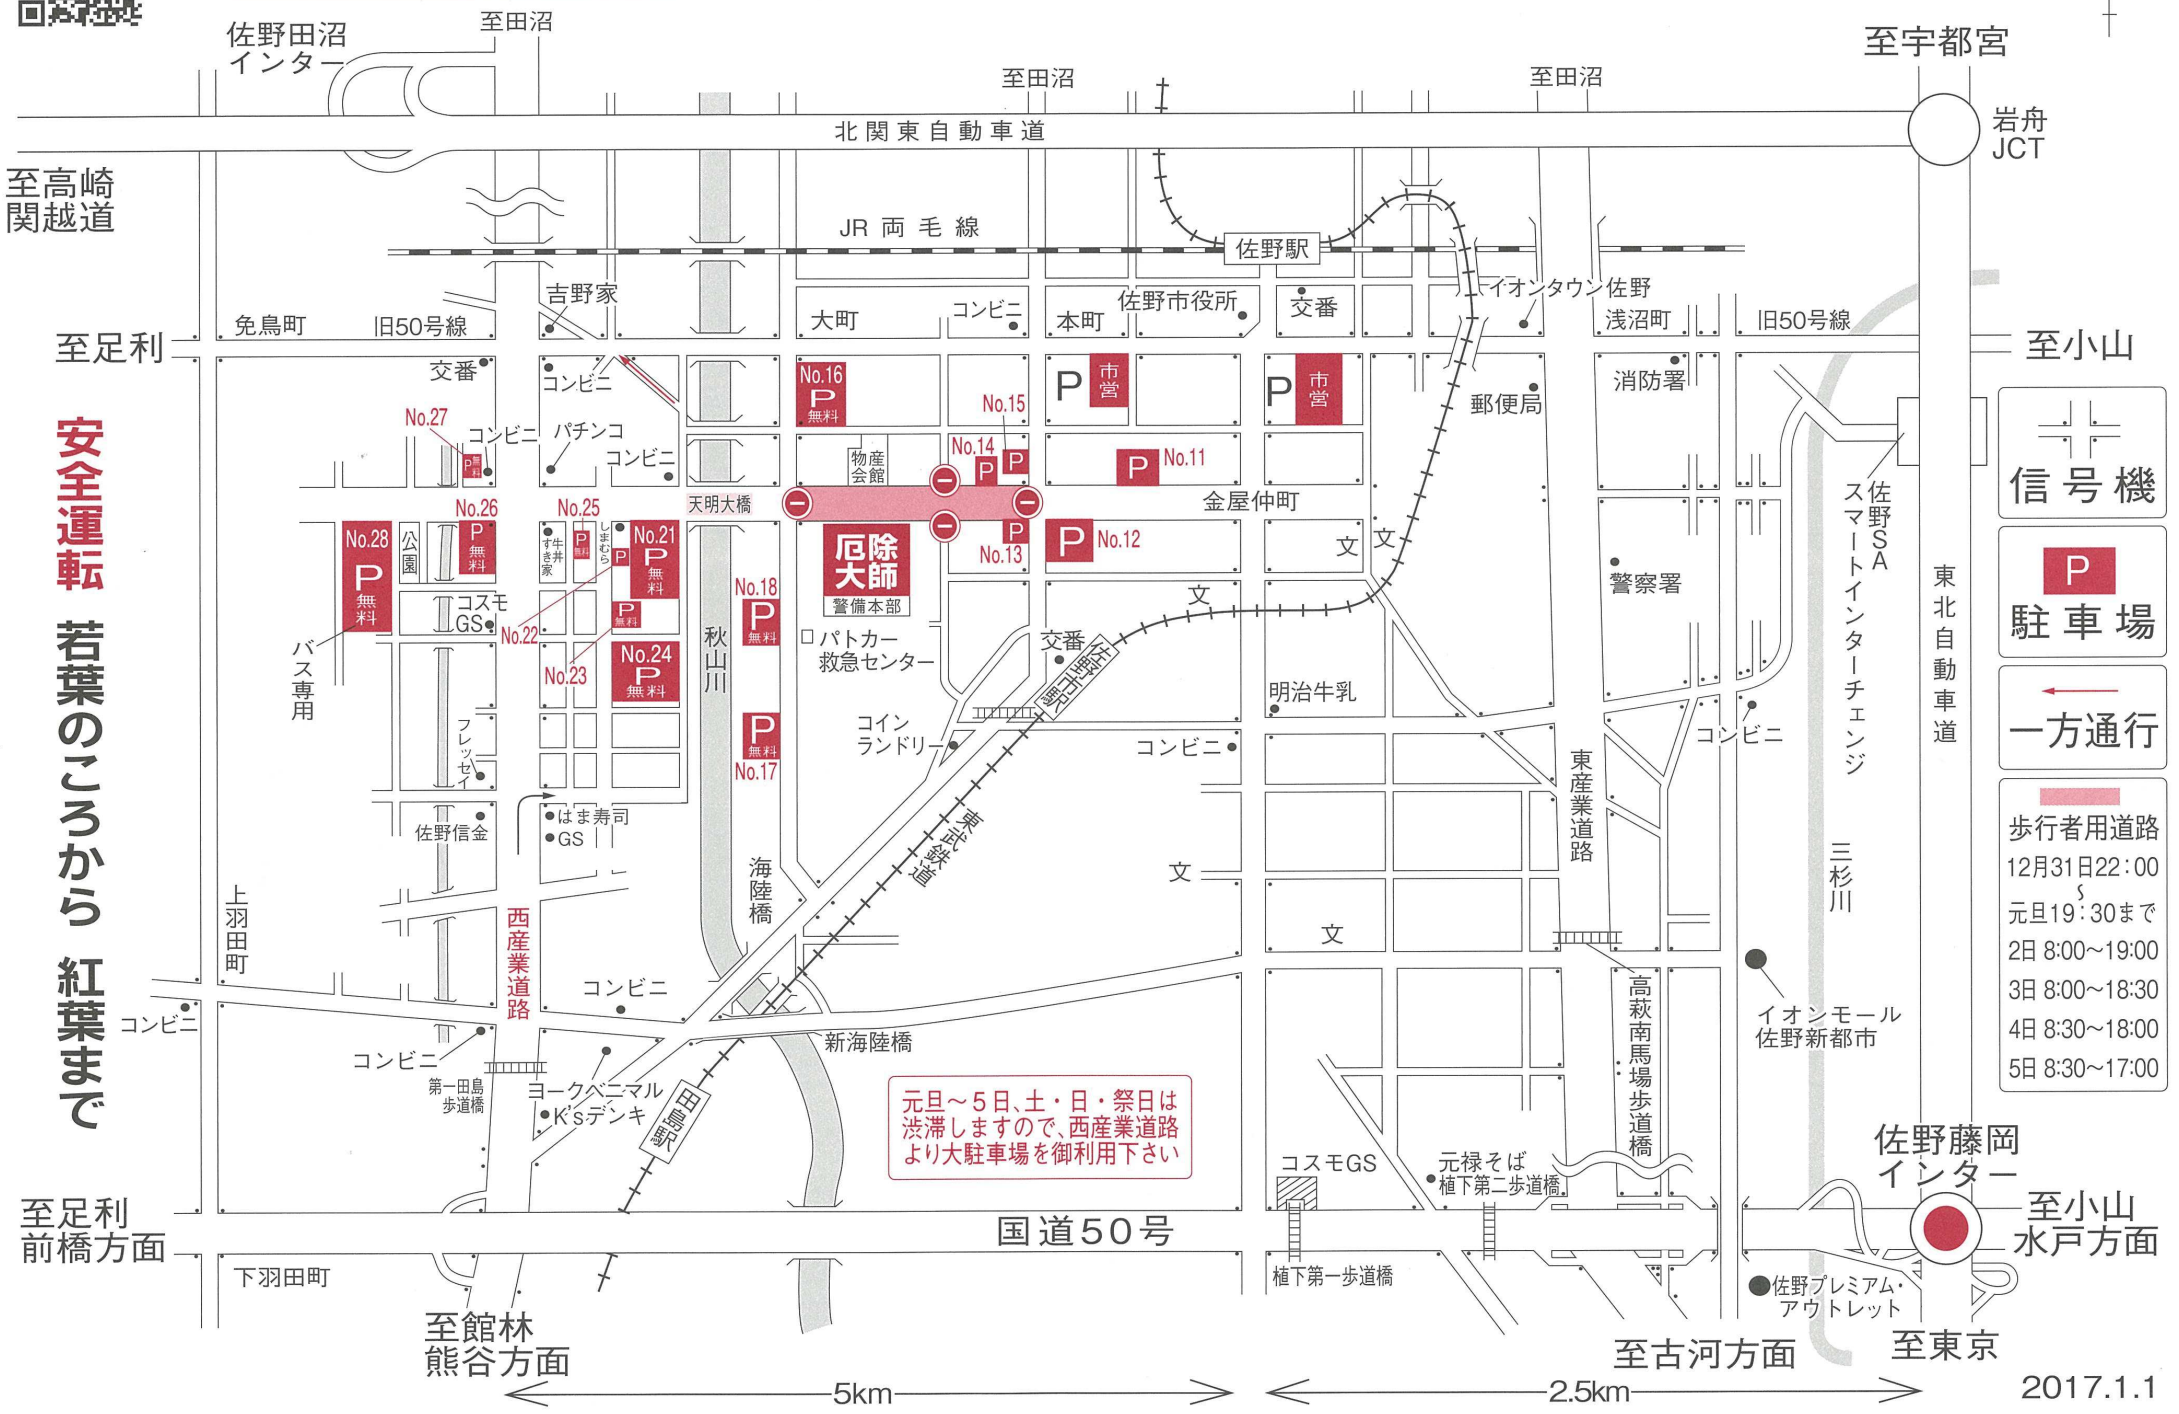 佐野田沼
インター
至田沼
至田沼
至田沼
至宇都宮
北関東自動車道
岩舟
JCT
至高崎
関越道
JR両毛線
佐野駅
吉野家
コンビニ
佐野市役所
交番
イオンタウン佐野
免鳥町
旧50号線
大町
本町
浅沼町
旧50号線
至足利
至小山
交番
コンビニ
No.16
P
無料
P
市営
P
市営
消防署
郵便局
No.15
No.27
コンビニ
パチンコ
コンビニ
P
無料
物産
会館
No.14
P
P
P
No.11
信号機
天明大橋
金屋仲町
佐野SA
スマートインターチェンジ
No.28
P
無料
公園
No.26
P
無料
牛丼
すき家
No.25
P
無料
しまむら
P
No.21
P
無料
厄除
大師
警備本部
P
No.13
P
No.12
文
文
P
駐車場
警察署
東北自動車道
コスモ
GS
No.22
P
無料
No.23
No.24
P
無料
No.18
P
無料
秋山川
パトカー
救急センター
文
交番
佐野市駅
バス専用
明治牛乳
一方通行
フレッセイ
P
無料
No.17
コイン
ランドリー
コンビニ
コンビニ
東産業道路
歩行者用道路
12月31日22:00
〜
元旦19:30まで
2日 8:00〜19:00
3日 8:00〜18:30
4日 8:30〜18:00
5日 8:30〜17:00
佐野信金
はま寿司
GS
東武鉄道
海陸橋
文
三杉川
上羽田町
西産業道路
文
コンビニ
コンビニ
コンビニ
新海陸橋
高萩南馬場歩道橋
イオンモール
佐野新都市
第一田島
歩道橋
ヨークベニマル
K'sデンキ
田島駅
元旦〜5日、土・日・祭日は
渋滞しますので、西産業道路
より大駐車場を御利用下さい
コスモGS
元禄そば
植下第二歩道橋
佐野藤岡
インター
至足利
前橋方面
国道50号
至小山
水戸方面
下羽田町
植下第一歩道橋
佐野プレミアム・
アウトレット
至館林
熊谷方面
至古河方面
至東京
5km
2.5km
2017.1.1
安全運転 若葉のころから 紅葉まで